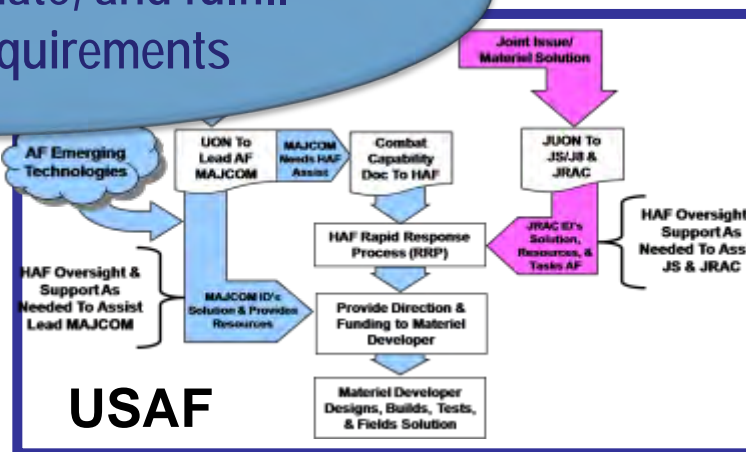 quirements
Joint Issue/
Materiel Solution
AF Emerging
Technologies
UON To
Lead AF
MAJCOM
MAJCOM
Needs HAF
Assist
Combat
Capability
Doc To HAF
JUON To
JS/J8 &
JRAC
HAF Rapid Response
Process (RRP)
JRAC ID's
Solution,
Resources, &
Tasks AF
HAF Oversight
Support As
Needed To Ass
JS & JRAC
HAF Oversight &
Support As
Needed To Assist
Lead MAJCOM
MAJCOM ID's
Solution & Provides
Resources
Provide Direction &
Funding to Materiel
Developer
Materiel Developer
Designs, Builds, Tests,
& Fields Solution
USAF